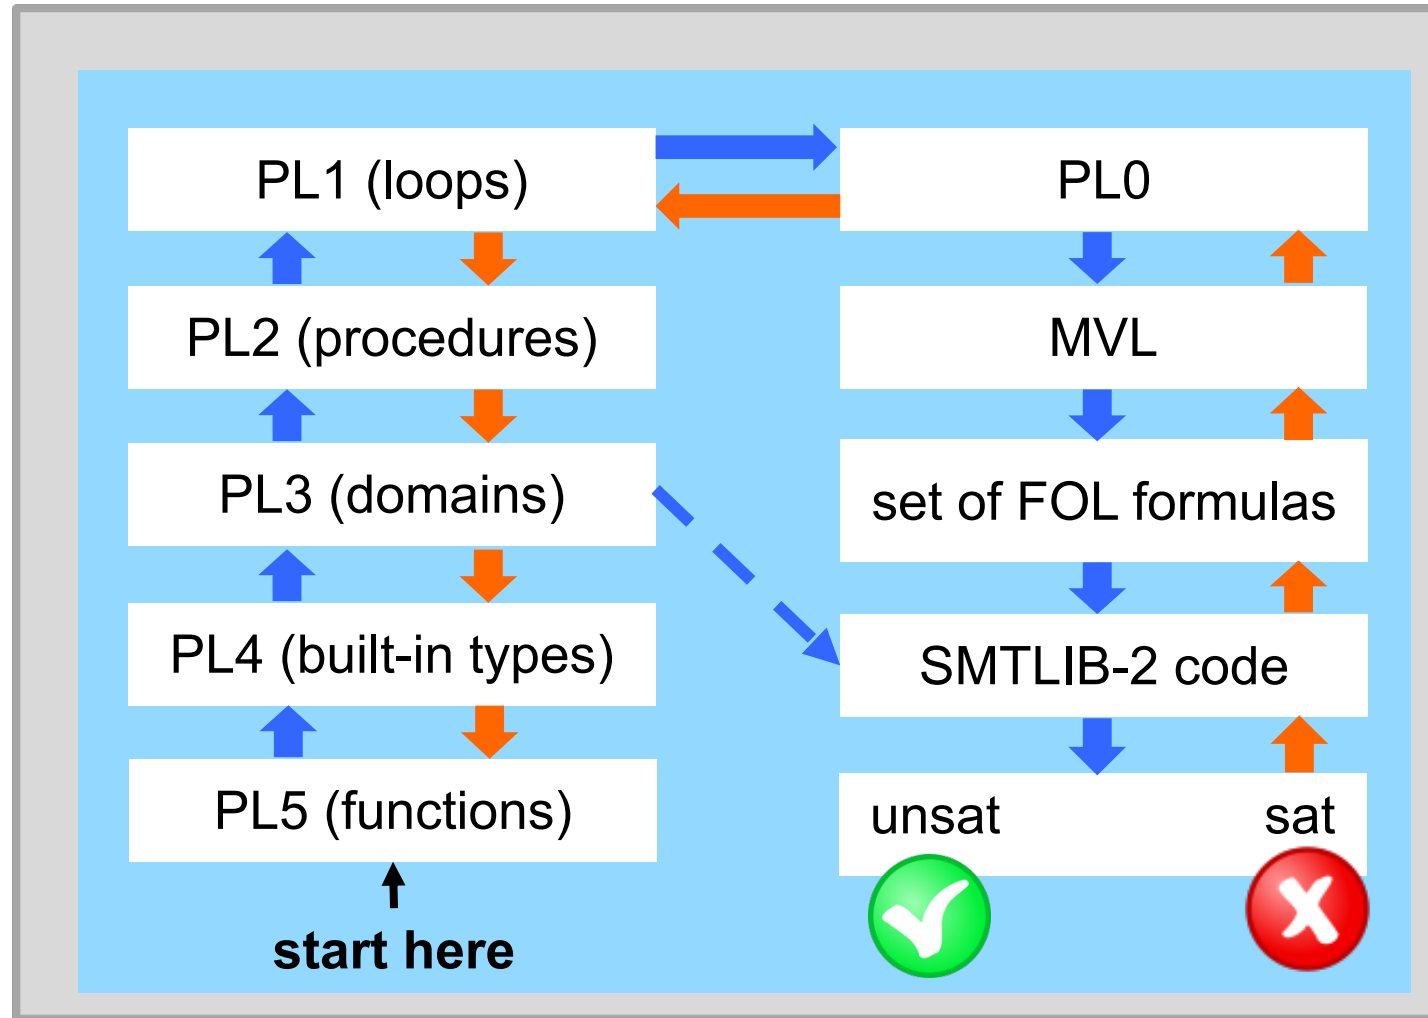 PL1 (loops)
PL2 (procedures)
PL3 (domains)
PL4 (built-in types)
PL5 (functions)
start here
PL0
MVL
set of FOL formulas
SMTLIB-2 code
unsat sat